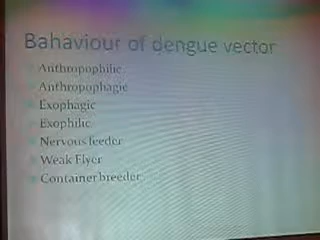 Bahaviour of dengue vector
Anthropophilic
Anthropophagic
Exophagic
Exophilic
Nervous feeder
Weak Flyer
Container breeder